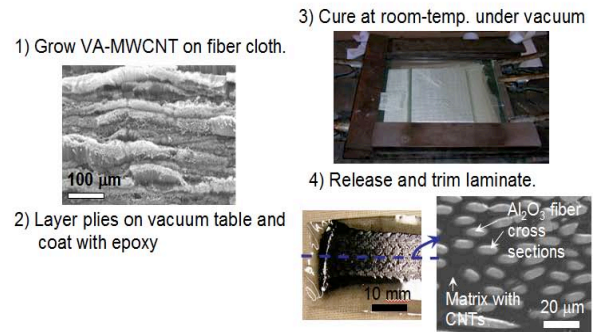 1) Grow VA-MWCNT on fiber cloth.
100 μm
2) Layer plies on vacuum table and
coat with epoxy
3) Cure at room-temp. under vacuum
4) Release and trim laminate.
10 mm
Al₂O₃ fiber
cross
sections
Matrix with
CNTs
20 μm